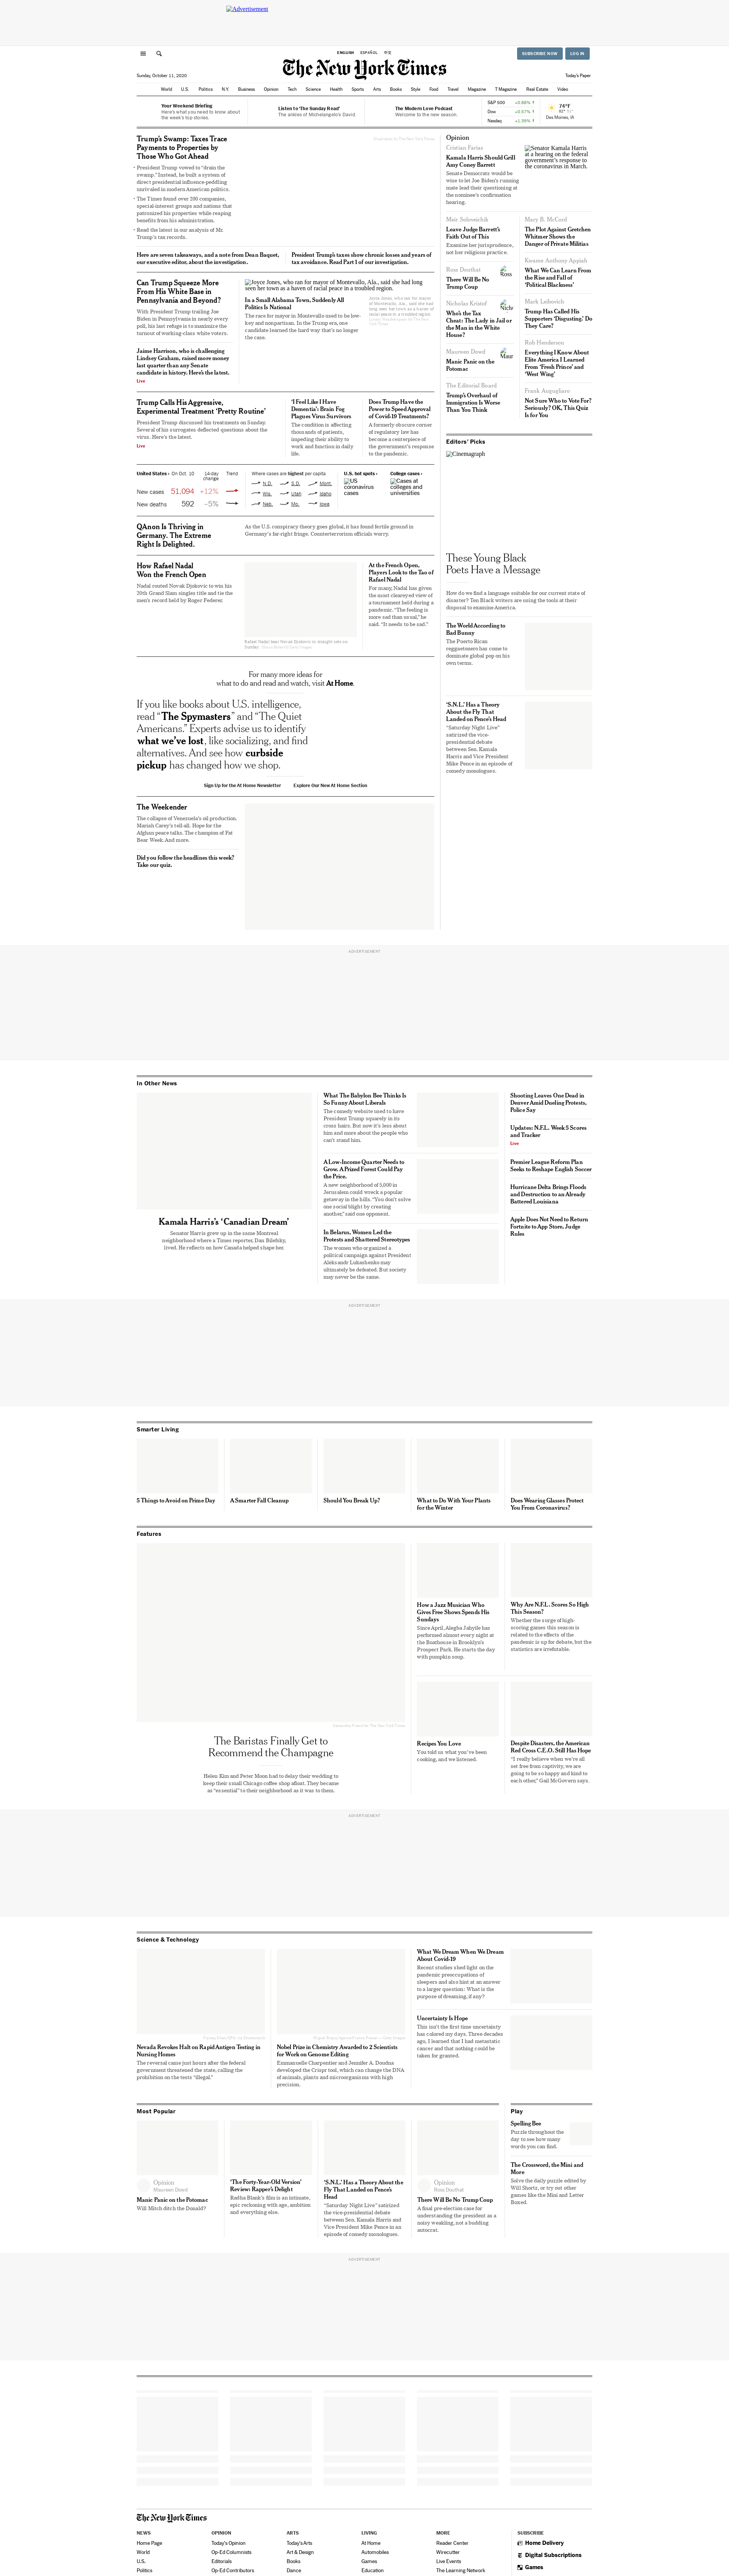 Advertisement
ENGLISH ESPAÑOL 中文
SUBSCRIBE NOW LOG IN
The New York Times
Sunday, October 11, 2020
Today's Paper
World U.S. Politics N.Y. Business Opinion Tech Science Health Sports Arts Books Style Food Travel Magazine T Magazine Real Estate Video
Your Weekend Briefing
Here's what you need to know about the week's top stories.
Listen to 'The Sunday Read'
The ankles of Michaelangelo's David.
The Modern Love Podcast
Welcome to the new season.
S&P 500 +0.88% ↑
Dow +0.57% ↑
Nasdaq +1.39% ↑
74°F
Des Moines, IA
Trump's Swamp: Taxes Trace
Payments to Properties by
Those Who Got Ahead
• President Trump vowed to "drain the
swamp." Instead, he built a system of
direct presidential influence-peddling
unrivaled in modern American politics.
• The Times found over 200 companies,
special-interest groups and nations that
patronized his properties while reaping
benefits from his administration.
• Read the latest in our analysis of Mr.
Trump's tax records.
Here are seven takeaways, and a note from Dean Baquet,
our executive editor, about the investigation.
President Trump's taxes show chronic losses and years of
tax avoidance. Read Part 1 of our investigation.
Can Trump Squeeze More
From His White Base in
Pennsylvania and Beyond?
With President Trump trailing Joe
Biden in Pennsylvania in nearly every
poll, his last refuge is to maximize the
turnout of working-class white voters.
Jaime Harrison, who is challenging
Lindsey Graham, raised more money
last quarter than any Senate
candidate in history. Here's the latest.
Live
Joyce Jones, who ran for mayor of Montevallo, Ala., said she had long
seen her town as a haven of racial peace in a troubled region.
In a Small Alabama Town, Suddenly All
Politics Is National
The race for mayor in Montevallo used to be low-
key and nonpartisan. In the Trump era, one
candidate learned the hard way that's no longer
the case.
Trump Calls His Aggressive,
Experimental Treatment 'Pretty Routine'
President Trump discussed his treatments on Sunday.
Several in his surrogates deflected questions about the
virus. Here's the latest.
Live
'I Feel Like I Have
Dementia': Brain Fog
Plagues Virus Survivors
The condition is affecting
thousands of patients,
impeding their ability to
work and function in daily
life.
Does Trump Have the
Power to Speed Approval
of Covid-19 Treatments?
A formerly obscure corner
of regulatory law has
become a centerpiece of
the government's response
to the pandemic.
United States › On Oct. 10 14-day change Trend
New cases 51,094 +12%
New deaths 592 –5%
Where cases are highest per capita
N.D. S.D. Mont.
Wis. Utah Idaho
Neb. Mo. Iowa
U.S. hot spots ›
US
coronavirus
cases
College cases ›
Cases at
colleges and
universities
QAnon Is Thriving in
Germany. The Extreme
Right Is Delighted.
As the U.S. conspiracy theory goes global, it has found fertile ground in
Germany's far-right fringe. Counterterrorism officials worry.
How Rafael Nadal
Won the French Open
Nadal routed Novak Djokovic to win his
20th Grand Slam singles title and tie the
men's record held by Roger Federer.
Rafael Nadal beat Novak Djokovic in straight sets on
Sunday.
At the French Open,
Players Look to the Tao of
Rafael Nadal
For many, Nadal has given
the most clear-eyed view of
a tournament held during a
pandemic. "The feeling is
more sad than usual," he
said. "It needs to be sad."
For many more ideas for
what to do and read and watch, visit At Home.
If you like books about U.S. intelligence,
read "The Spymasters" and "The Quiet
Americans." Experts advise us to identify
what we've lost, like socializing, and find
alternatives. And see how curbside
pickup has changed how we shop.
Sign Up for the At Home Newsletter Explore Our New At Home Section
The Weekender
The collapse of Venezuela's oil production.
Mariah Carey's tell-all. Hope for the
Afghan peace talks. The champion of Fat
Bear Week. And more.
Did you follow the headlines this week?
Take our quiz.
Opinion
Cristian Farias
Kamala Harris Should Grill
Amy Coney Barrett
Senate Democrats would be
wise to let Joe Biden's running
mate lead their questioning at
the nominee's confirmation
hearing.
Senator Kamala Harris
at a hearing on the federal
government's response to
the coronavirus in March.
Meir Soloveichik
Leave Judge Barrett's
Faith Out of This
Examine her jurisprudence,
not her religious practice.
Ross Douthat
There Will Be No
Trump Coup
Nicholas Kristof
Who's the Tax
Cheat: The Lady in Jail or
the Man in the White
House?
Maureen Dowd
Manic Panic on the
Potomac
The Editorial Board
Trump's Overhaul of
Immigration Is Worse
Than You Think
Mary B. McCord
The Plot Against Gretchen
Whitmer Shows the
Danger of Private Militias
Kwame Anthony Appiah
What We Can Learn From
the Rise and Fall of
'Political Blackness'
Mark Leibovich
Trump Has Called His
Supporters 'Disgusting.' Do
They Care?
Rob Henderson
Everything I Know About
Elite America I Learned
From 'Fresh Prince' and
'West Wing'
Frank Augugliaro
Not Sure Who to Vote For?
Seriously? OK, This Quiz
Is for You
Editors' Picks
Cinemagraph
These Young Black
Poets Have a Message
How do we find a language suitable for our current state of
disaster? Ten Black writers are using the tools at their
disposal to examine America.
The World According to
Bad Bunny
The Puerto Rican
reggaetonero has come to
dominate global pop on his
own terms.
'S.N.L.' Has a Theory
About the Fly That
Landed on Pence's Head
"Saturday Night Live"
satirized the vice-
presidential debate
between Sen. Kamala
Harris and Vice President
Mike Pence in an episode of
comedy monologues.
ADVERTISEMENT
In Other News
Kamala Harris's 'Canadian Dream'
Senator Harris grew up in the same Montreal
neighborhood where a Times reporter, Dan Bilefsky,
lived. He reflects on how Canada helped shape her.
What The Babylon Bee Thinks Is
So Funny About Liberals
The comedy website used to have
President Trump squarely in its
cross hairs. But now it's less about
him and more about the people who
can't stand him.
A Low-Income Quarter Needs to
Grow. A Prized Forest Could Pay
the Price.
A new neighborhood of 5,000 in
Jerusalem could wreck a popular
getaway in the hills. "You don't solve
one social blight by creating
another," said one opponent.
In Belarus, Women Led the
Protests and Shattered Stereotypes
The women who organized a
political campaign against President
Aleksandr Lukashenko may
ultimately be defeated. But society
may never be the same.
Shooting Leaves One Dead in
Denver Amid Dueling Protests,
Police Say
Updates: N.F.L. Week 5 Scores
and Tracker
Live
Premier League Reform Plan
Seeks to Reshape English Soccer
Hurricane Delta Brings Floods
and Destruction to an Already
Battered Louisiana
Apple Does Not Need to Return
Fortnite to App Store, Judge
Rules
ADVERTISEMENT
Smarter Living
5 Things to Avoid on Prime Day
A Smarter Fall Cleanup
Should You Break Up?
What to Do With Your Plants
for the Winter
Does Wearing Glasses Protect
You From Coronavirus?
Features
The Baristas Finally Get to
Recommend the Champagne
Helen Kim and Peter Moon had to delay their wedding to
keep their small Chicago coffee shop afloat. They became
as "essential" to their neighborhood as it was to them.
How a Jazz Musician Who
Gives Free Shows Spends His
Sundays
Since April, Alegba Jahyile has
performed almost every night at
the Boathouse in Brooklyn's
Prospect Park. He starts the day
with pumpkin soup.
Why Are N.F.L. Scores So High
This Season?
Whether the surge of high-
scoring games this season is
related to the effects of the
pandemic is up for debate, but the
statistics are irrefutable.
Recipes You Love
You told us what you've been
cooking, and we listened.
Despite Disasters, the American
Red Cross C.E.O. Still Has Hope
"I really believe when we're all
set free from captivity, we are
going to be so happy and kind to
each other," Gail McGovern says.
ADVERTISEMENT
Science & Technology
Nevada Revokes Halt on Rapid Antigen Testing in
Nursing Homes
The reversal came just hours after the federal
government threatened the state, calling the
prohibition on the tests "illegal."
Nobel Prize in Chemistry Awarded to 2 Scientists
for Work on Genome Editing
Emmanuelle Charpentier and Jennifer A. Doudna
developed the Crispr tool, which can change the DNA
of animals, plants and microorganisms with high
precision.
What We Dream When We Dream
About Covid-19
Recent studies shed light on the
pandemic preoccupations of
sleepers and also hint at an answer
to a larger question: What is the
purpose of dreaming, if any?
Uncertainty Is Hope
This isn't the first time uncertainty
has colored my days. Three decades
ago, I learned that I had metastatic
cancer and that nothing could be
taken for granted.
Most Popular
Opinion
Maureen Dowd
Manic Panic on the Potomac
Will Mitch ditch the Donald?
'The Forty-Year-Old Version'
Review: Rapper's Delight
Radha Blank's film is an intimate,
epic reckoning with age, ambition
and everything else.
'S.N.L.' Has a Theory About the
Fly That Landed on Pence's
Head
"Saturday Night Live" satirized
the vice-presidential debate
between Sen. Kamala Harris and
Vice President Mike Pence in an
episode of comedy monologues.
Opinion
Ross Douthat
There Will Be No Trump Coup
A final pre-election case for
understanding the president as a
noisy weakling, not a budding
autocrat.
Play
Spelling Bee
Puzzle throughout the
day to see how many
words you can find.
The Crossword, the Mini and
More
Solve the daily puzzle edited by
Will Shortz, or try out other
games like the Mini and Letter
Boxed.
ADVERTISEMENT
The New York Times
NEWS
Home Page
World
U.S.
Politics
OPINION
Today's Opinion
Op-Ed Columnists
Editorials
Op-Ed Contributors
ARTS
Today's Arts
Art & Design
Books
Dance
LIVING
At Home
Automobiles
Games
Education
MORE
Reader Center
Wirecutter
Live Events
The Learning Network
SUBSCRIBE
Home Delivery
Digital Subscriptions
Games